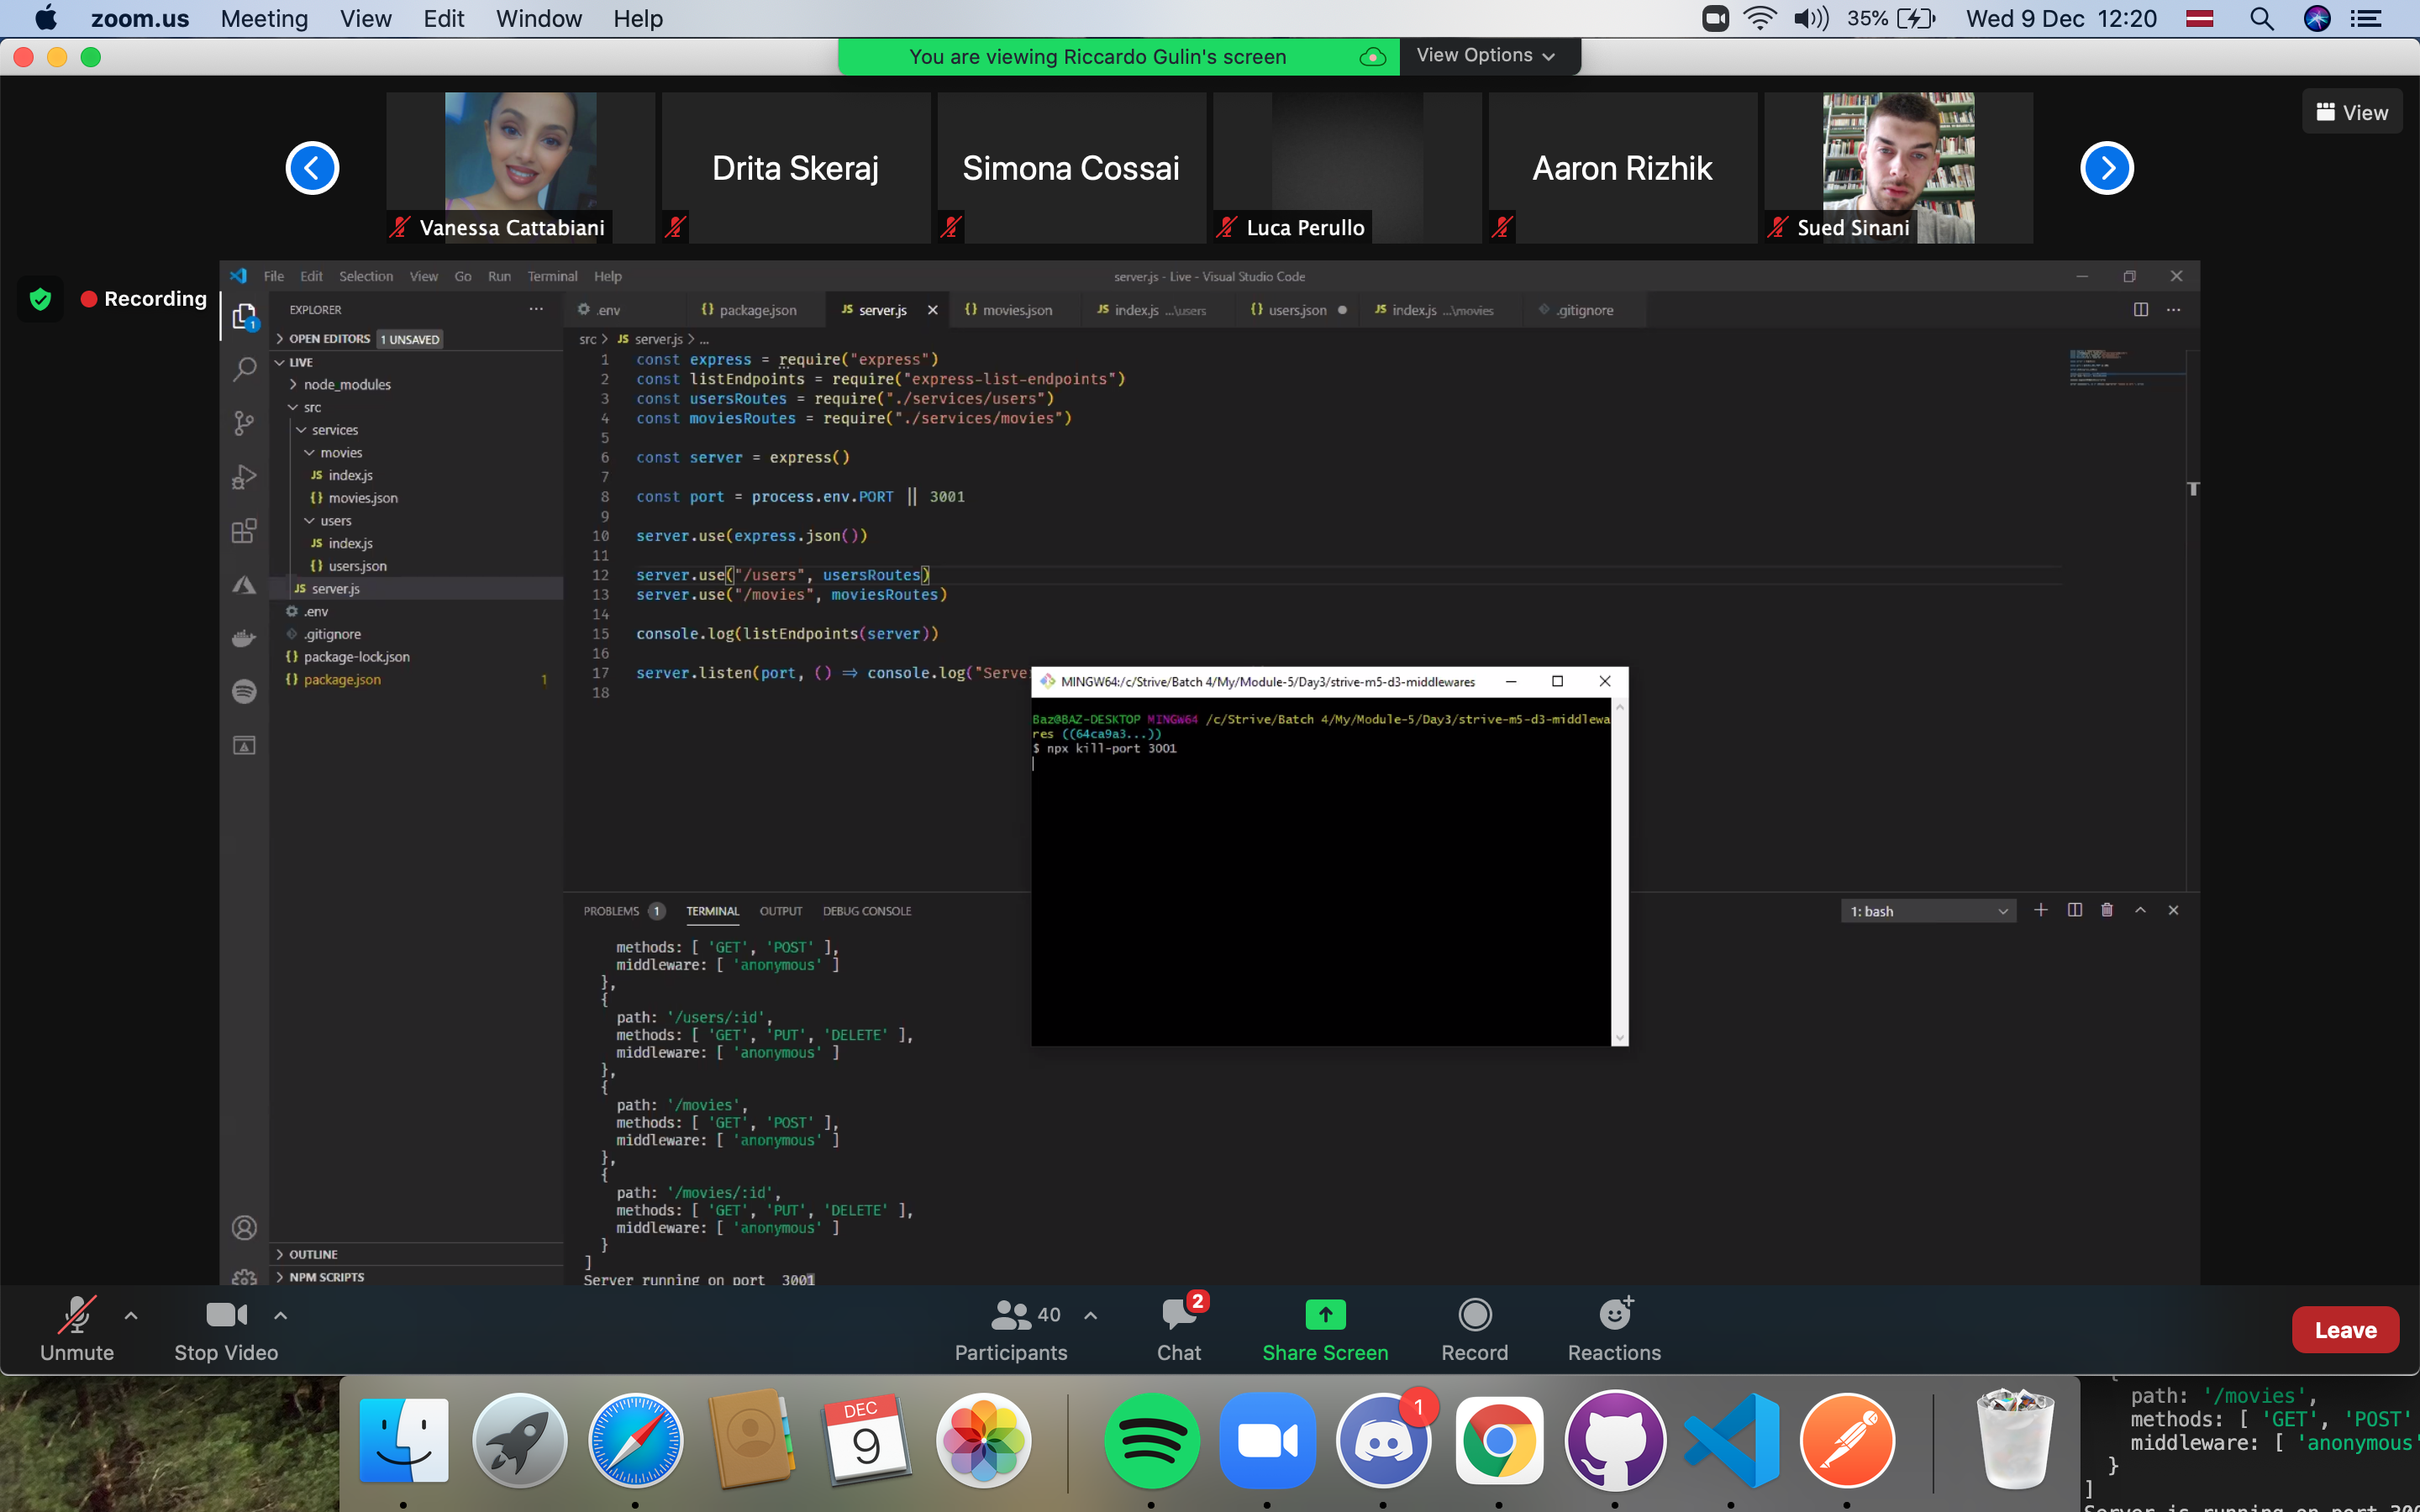 zoom.us Meeting View Edit Window Help 35% Wed 9 Dec 12:20
You are viewing Riccardo Gulin's screen View Options
View
Vanessa Cattabiani
Drita Skeraj
Simona Cossai
Luca Perullo
Aaron Rizhik
Sued Sinani
Recording
File Edit Selection View Go Run Terminal Help server.js - Live - Visual Studio Code
EXPLORER
OPEN EDITORS 1 UNSAVED
LIVE
node_modules
src
services
movies
JS index.js
{} movies.json
users
JS index.js
{} users.json
JS server.js
.env
.gitignore
{} package-lock.json
{} package.json 1
OUTLINE
NPM SCRIPTS
.env {} package.json JS server.js {} movies.json JS index.js ...\users {} users.json JS index.js ...\movies .gitignore
src > JS server.js > ...
1 const express = require("express")
2 const listEndpoints = require("express-list-endpoints")
3 const usersRoutes = require("./services/users")
4 const moviesRoutes = require("./services/movies")
5
6 const server = express()
7
8 const port = process.env.PORT || 3001
9
10 server.use(express.json())
11
12 server.use("/users", usersRoutes)
13 server.use("/movies", moviesRoutes)
14
15 console.log(listEndpoints(server))
16
17 server.listen(port, () => console.log("Serve
18
MINGW64:/c/Strive/Batch 4/My/Module-5/Day3/strive-m5-d3-middlewares
Baz@BAZ-DESKTOP MINGW64 /c/Strive/Batch 4/My/Module-5/Day3/strive-m5-d3-middlewa
res ((64ca9a3...))
$ npx kill-port 3001
PROBLEMS 1 TERMINAL OUTPUT DEBUG CONSOLE 1: bash
methods: [ 'GET', 'POST' ],
middleware: [ 'anonymous' ]
},
{
path: '/users/:id',
methods: [ 'GET', 'PUT', 'DELETE' ],
middleware: [ 'anonymous' ]
},
{
path: '/movies',
methods: [ 'GET', 'POST' ],
middleware: [ 'anonymous' ]
},
{
path: '/movies/:id',
methods: [ 'GET', 'PUT', 'DELETE' ],
middleware: [ 'anonymous' ]
}
]
Server running on port 3001
Unmute
Stop Video
40
Participants
2
Chat
Share Screen
Record
Reactions
Leave
DEC
9
1
path: '/movies',
methods: [ 'GET', 'POST'
middleware: [ 'anonymous'
}
]
Server is running on port 300